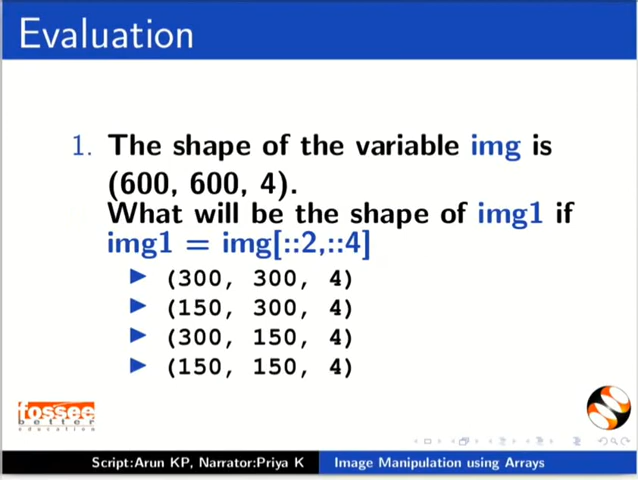 Evaluation
1. The shape of the variable img is
(600, 600, 4).
What will be the shape of img1 if
img1 = img[::2,::4]
(300, 300, 4)
(150, 300, 4)
(300, 150, 4)
(150, 150, 4)
fossee
better
education
Script:Arun KP, Narrator:Priya K
Image Manipulation using Arrays